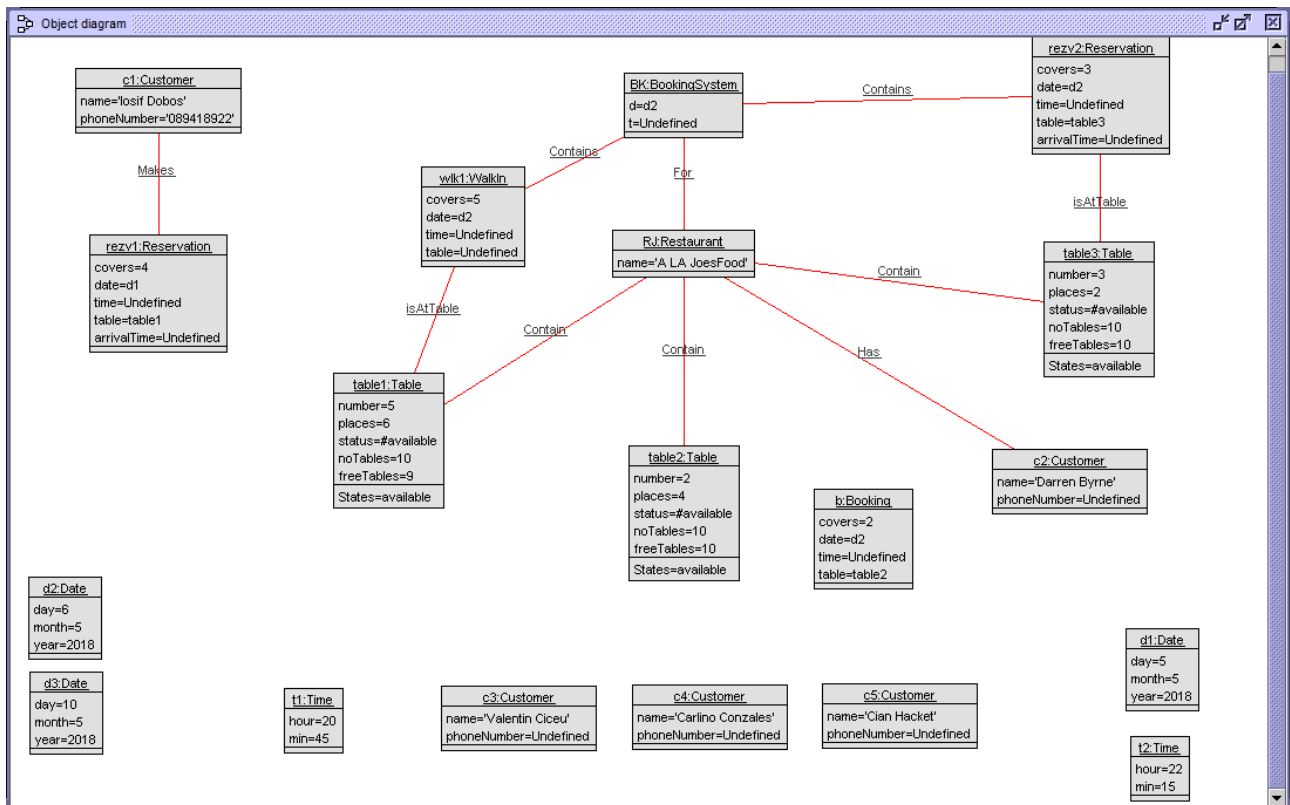 Object diagram
c1:Customer
name='Iosif Dobos'
phoneNumber='089418922'
Makes
rezv1:Reservation
covers=4
date=d1
time=Undefined
table=table1
arrivalTime=Undefined
BK:BookingSystem
d=d2
t=Undefined
Contains
rezv2:Reservation
covers=3
date=d2
time=Undefined
table=table3
arrivalTime=Undefined
Contains
For
wlk1:WalkIn
covers=5
date=d2
time=Undefined
table=Undefined
isAtTable
RJ:Restaurant
name='A LA JoesFood'
isAtTable
Contain
Contain
Contain
Has
table3:Table
number=3
places=2
status=#available
noTables=10
freeTables=10
States=available
table1:Table
number=5
places=6
status=#available
noTables=10
freeTables=9
States=available
table2:Table
number=2
places=4
status=#available
noTables=10
freeTables=10
States=available
b:Booking
covers=2
date=d2
time=Undefined
table=table2
c2:Customer
name='Darren Byrne'
phoneNumber=Undefined
d2:Date
day=6
month=5
year=2018
d3:Date
day=10
month=5
year=2018
t1:Time
hour=20
min=45
c3:Customer
name='Valentin Ciceu'
phoneNumber=Undefined
c4:Customer
name='Carlino Conzales'
phoneNumber=Undefined
c5:Customer
name='Cian Hacket'
phoneNumber=Undefined
d1:Date
day=5
month=5
year=2018
t2:Time
hour=22
min=15